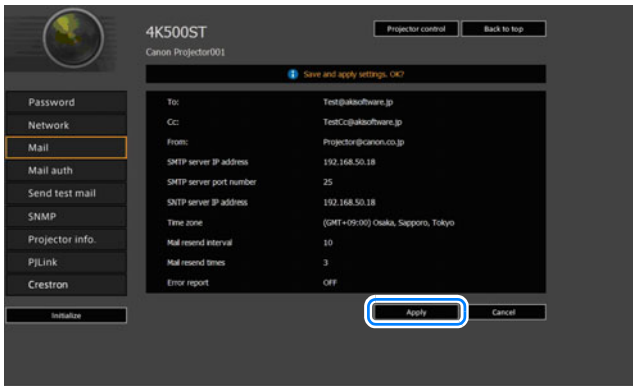 4K500ST
Projector control
Back to top
Canon Projector001
Save and apply settings. OK?
Password
Network
Mail
Mail auth
Send test mail
SNMP
Projector info.
PJLink
Crestron
Initialize
To: Test@akisoftware.jp
Cc: TestCc@akisoftware.jp
From: Projector@canon.co.jp
SMTP server IP address 192.168.50.18
SMTP server port number 25
SNTP server IP address 192.168.50.18
Time zone (GMT+09:00) Osaka, Sapporo, Tokyo
Mail resend interval 10
Mail resend times 3
Error report OFF
Apply
Cancel